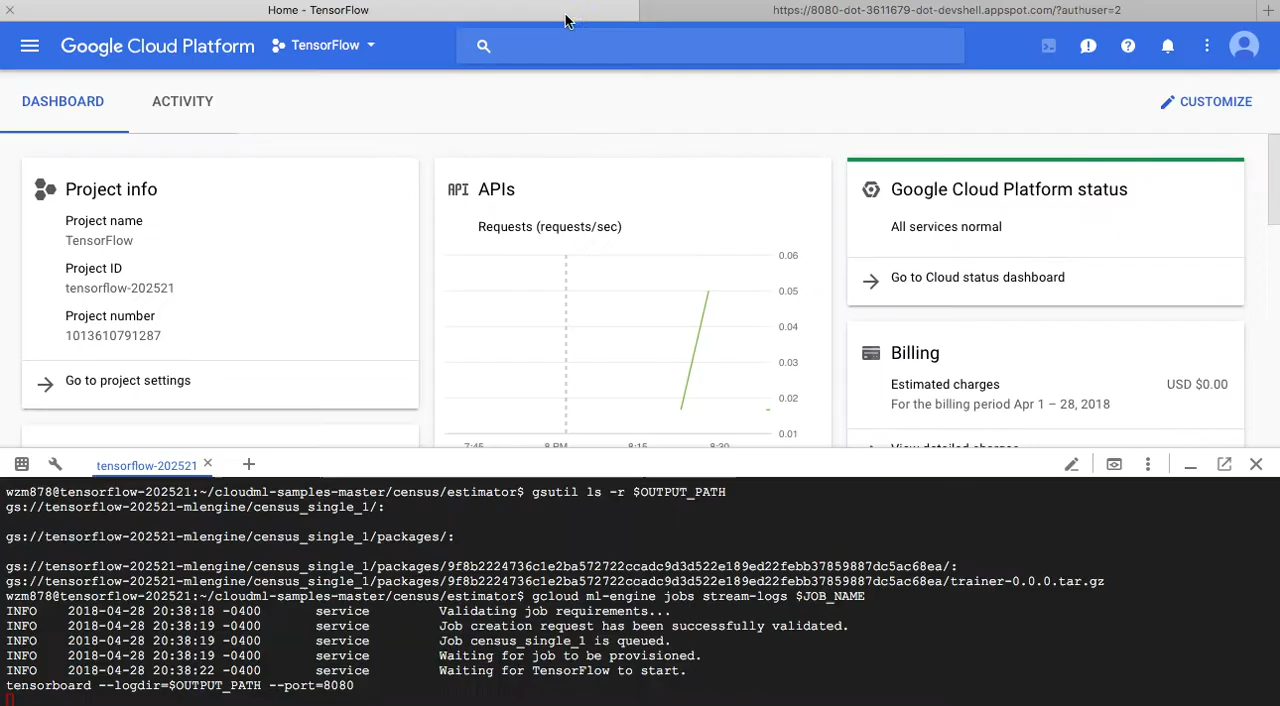 Home - TensorFlow
https://8080-dot-3611679-dot-devshell.appspot.com/?authuser=2
Google Cloud Platform
TensorFlow
DASHBOARD
ACTIVITY
CUSTOMIZE
Project info
Project name
TensorFlow
Project ID
tensorflow-202521
Project number
1013610791287
Go to project settings
API APIs
Requests (requests/sec)
0.06
0.05
0.04
0.03
0.02
0.01
7:45 8 PM 8:15 8:30
Google Cloud Platform status
All services normal
Go to Cloud status dashboard
Billing
Estimated charges USD $0.00
For the billing period Apr 1 – 28, 2018
View detailed charges
tensorflow-202521
wzm878@tensorflow-202521:~/cloudml-samples-master/census/estimator$ gsutil ls -r $OUTPUT_PATH
gs://tensorflow-202521-mlengine/census_single_1/:
gs://tensorflow-202521-mlengine/census_single_1/packages/:
gs://tensorflow-202521-mlengine/census_single_1/packages/9f8b2224736c1e2ba572722ccadc9d3d522e189ed22febb37859887dc5ac68ea/:
gs://tensorflow-202521-mlengine/census_single_1/packages/9f8b2224736c1e2ba572722ccadc9d3d522e189ed22febb37859887dc5ac68ea/trainer-0.0.0.tar.gz
wzm878@tensorflow-202521:~/cloudml-samples-master/census/estimator$ gcloud ml-engine jobs stream-logs $JOB_NAME
INFO 2018-04-28 20:38:18 -0400 service Validating job requirements...
INFO 2018-04-28 20:38:19 -0400 service Job creation request has been successfully validated.
INFO 2018-04-28 20:38:19 -0400 service Job census_single_1 is queued.
INFO 2018-04-28 20:38:19 -0400 service Waiting for job to be provisioned.
INFO 2018-04-28 20:38:22 -0400 service Waiting for TensorFlow to start.
tensorboard --logdir=$OUTPUT_PATH --port=8080